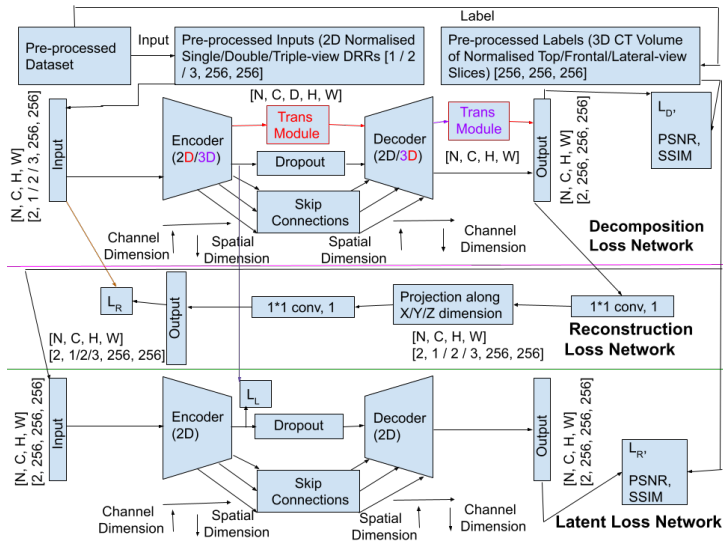 Label
Pre-processed
Dataset
Input
Pre-processed Inputs (2D Normalised
Single/Double/Triple-view DRRs [1 / 2
/ 3, 256, 256]
Pre-processed Labels (3D CT Volume
of Normalised Top/Frontal/Lateral-view
Slices) [256, 256, 256]
[N, C, H, W]
[2, 1 / 2 / 3, 256, 256]
Input
Encoder
(2D/3D)
[N, C, D, H, W]
Trans
Module
Dropout
Skip
Connections
Decoder
(2D/3D)
Trans
Module
[N, C, H, W]
Output
[N, C, H, W]
[2, 256, 256, 256]
LD,
PSNR,
SSIM
Channel
Dimension
Spatial
Dimension
Spatial
Dimension
Channel
Dimension
Decomposition
Loss Network
LR
Output
1*1 conv, 1
Projection along
X/Y/Z dimension
1*1 conv, 1
[N, C, H, W]
[2, 1/2/3, 256, 256]
[N, C, H, W]
[2, 1 / 2 / 3, 256, 256]
Reconstruction
Loss Network
[N, C, H, W]
[2, 256, 256, 256]
Input
Encoder
(2D)
LL
Dropout
Skip
Connections
Decoder
(2D)
Output
[N, C, H, W]
[2, 256, 256, 256]
LR,
PSNR,
SSIM
Channel
Dimension
Spatial
Dimension
Spatial
Dimension
Channel
Dimension
Latent Loss Network